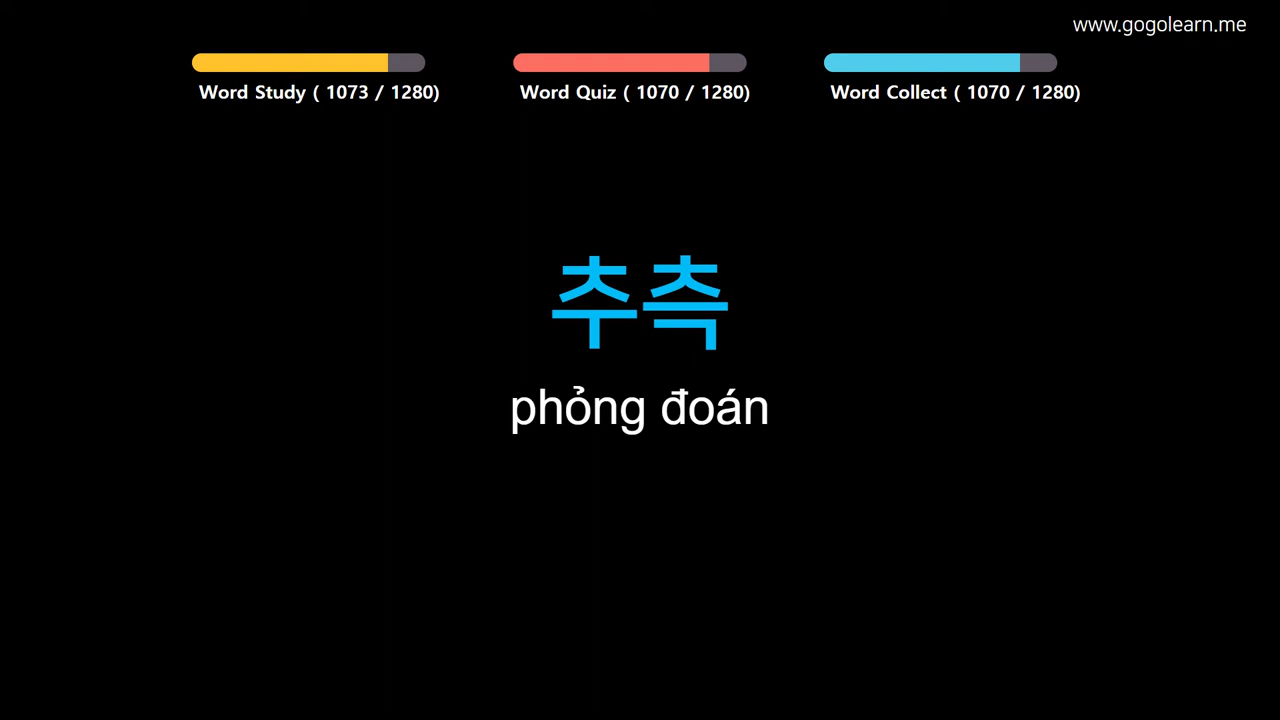 www.gogolearn.me
Word Study ( 1073 / 1280)
Word Quiz ( 1070 / 1280)
Word Collect ( 1070 / 1280)
추측
phỏng đoán